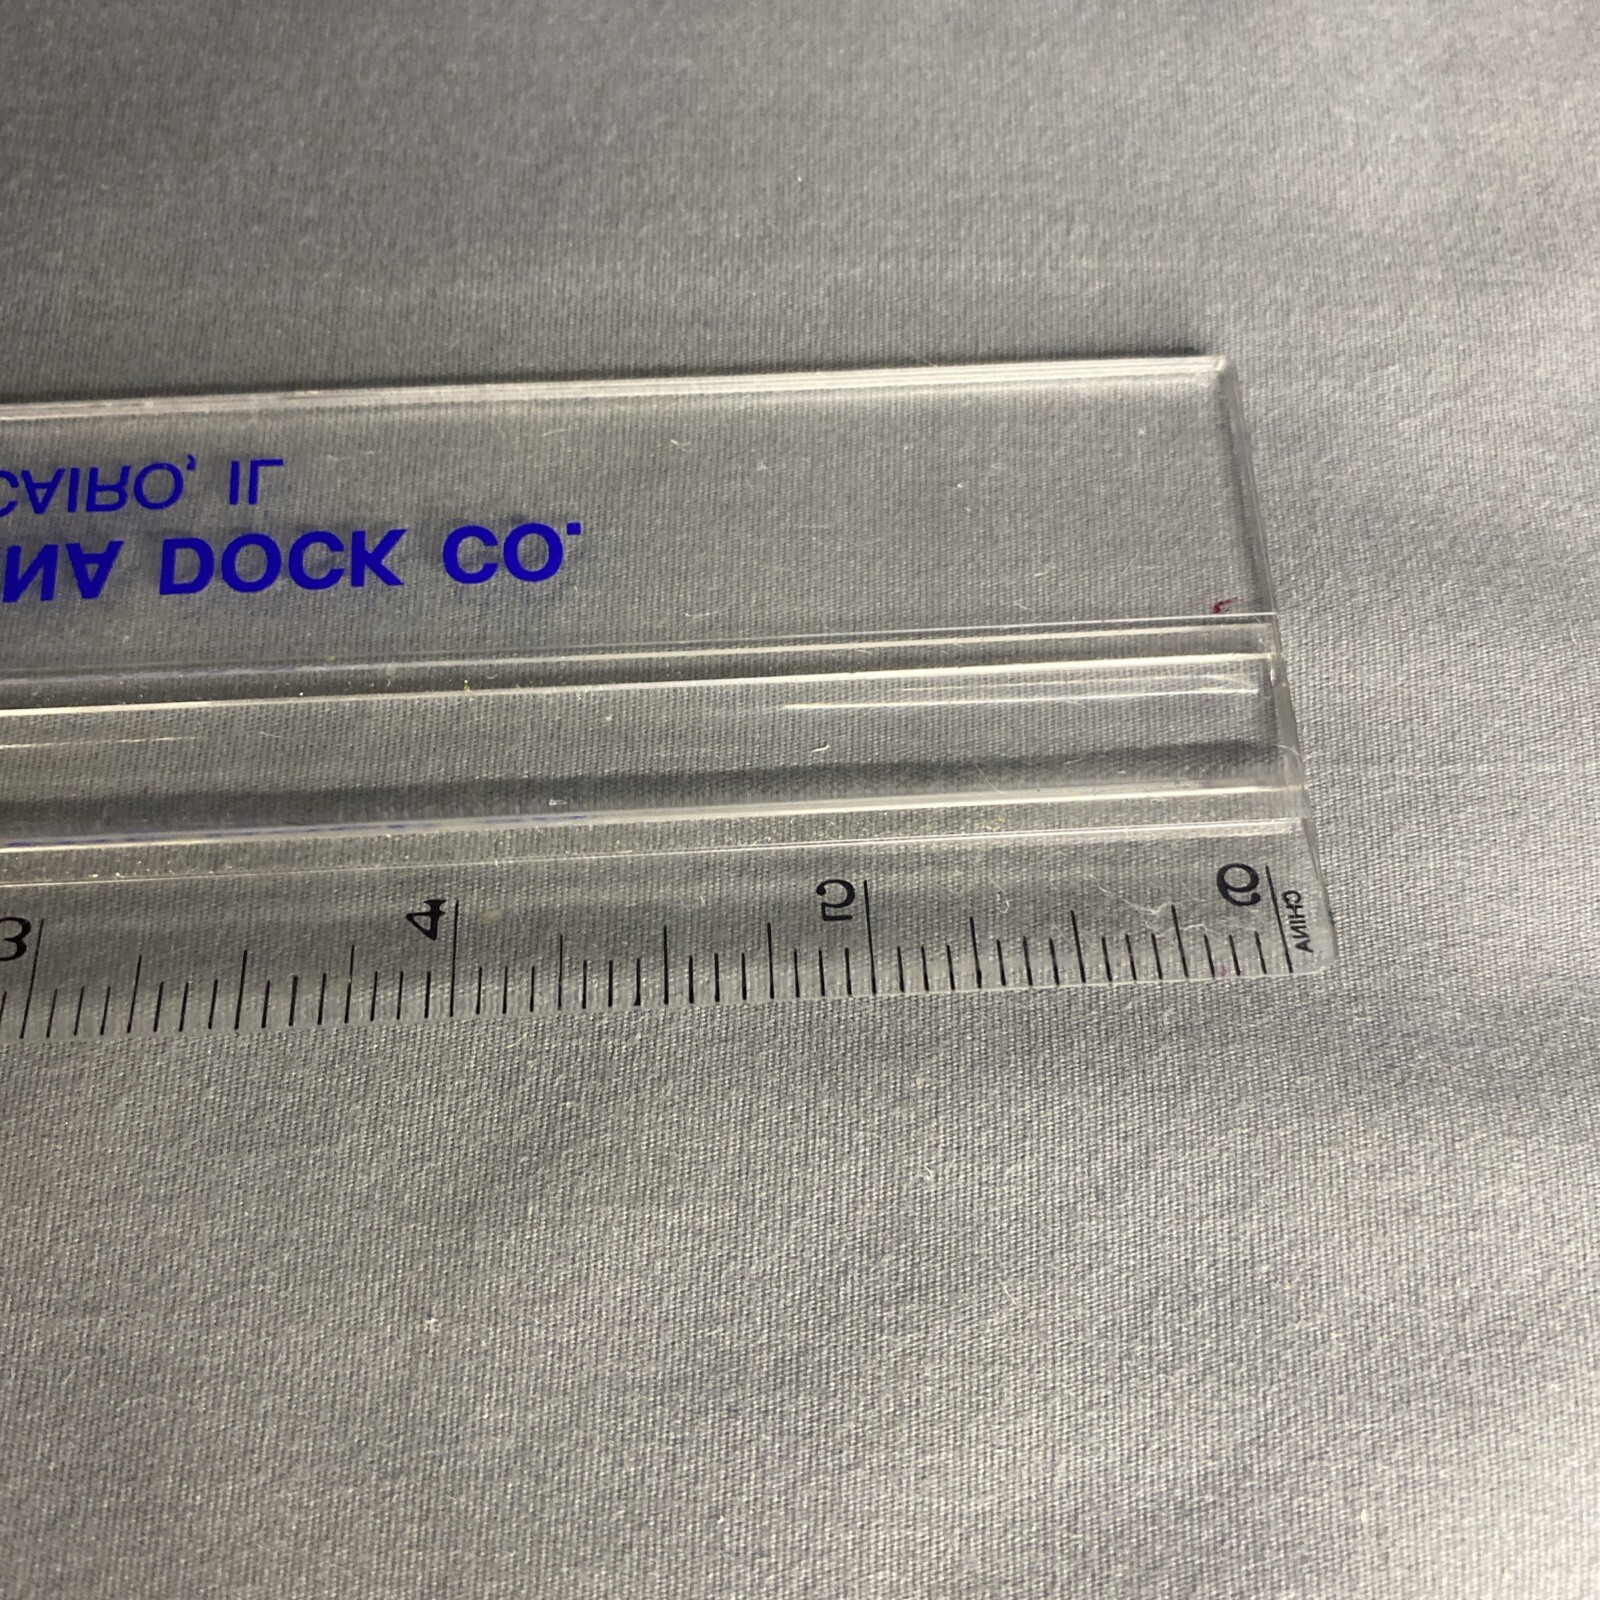 CAIRO, IL
NA DOCK CO.
3 4 5 6
CHINA